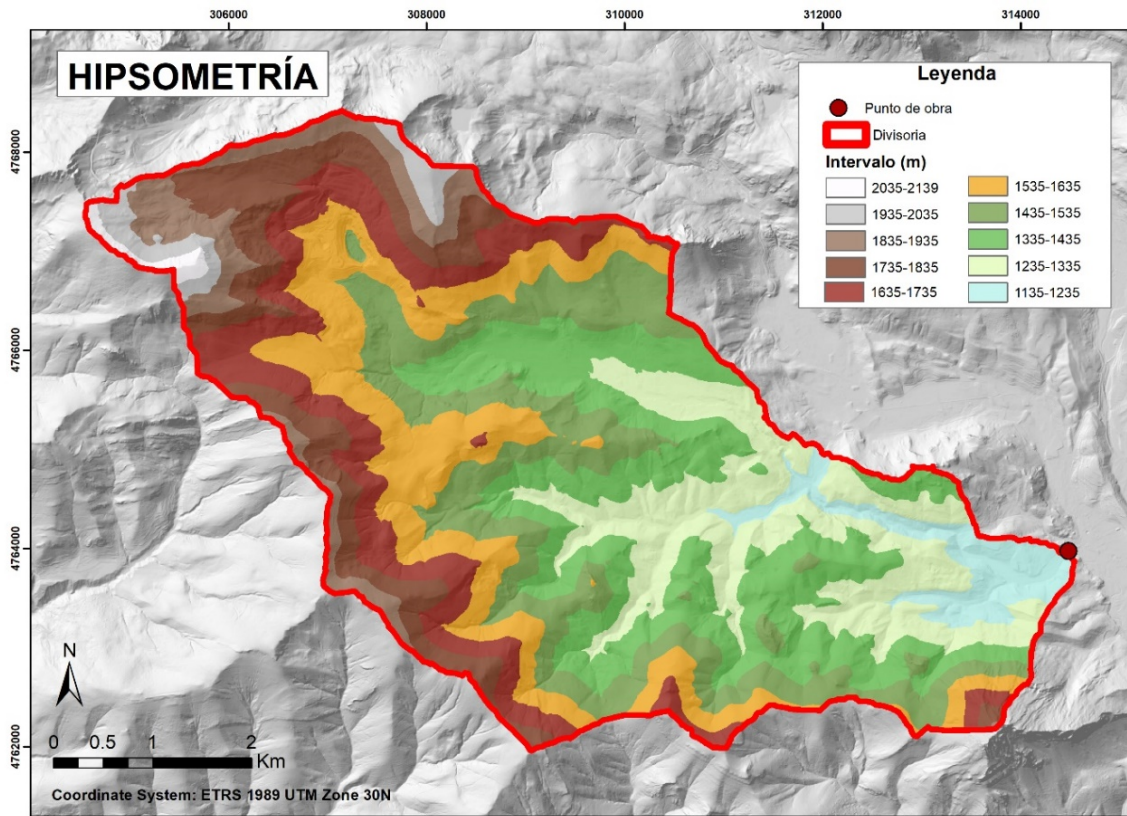 306000 308000 310000 312000 314000
HIPSOMETRÍA
Leyenda
Punto de obra
Divisoria
Intervalo (m)
2035-2139
1935-2035
1835-1935
1735-1835
1635-1735
1535-1635
1435-1535
1335-1435
1235-1335
1135-1235
4768000
4766000
4764000
4762000
N
0 0.5 1 2
Km
Coordinate System: ETRS 1989 UTM Zone 30N